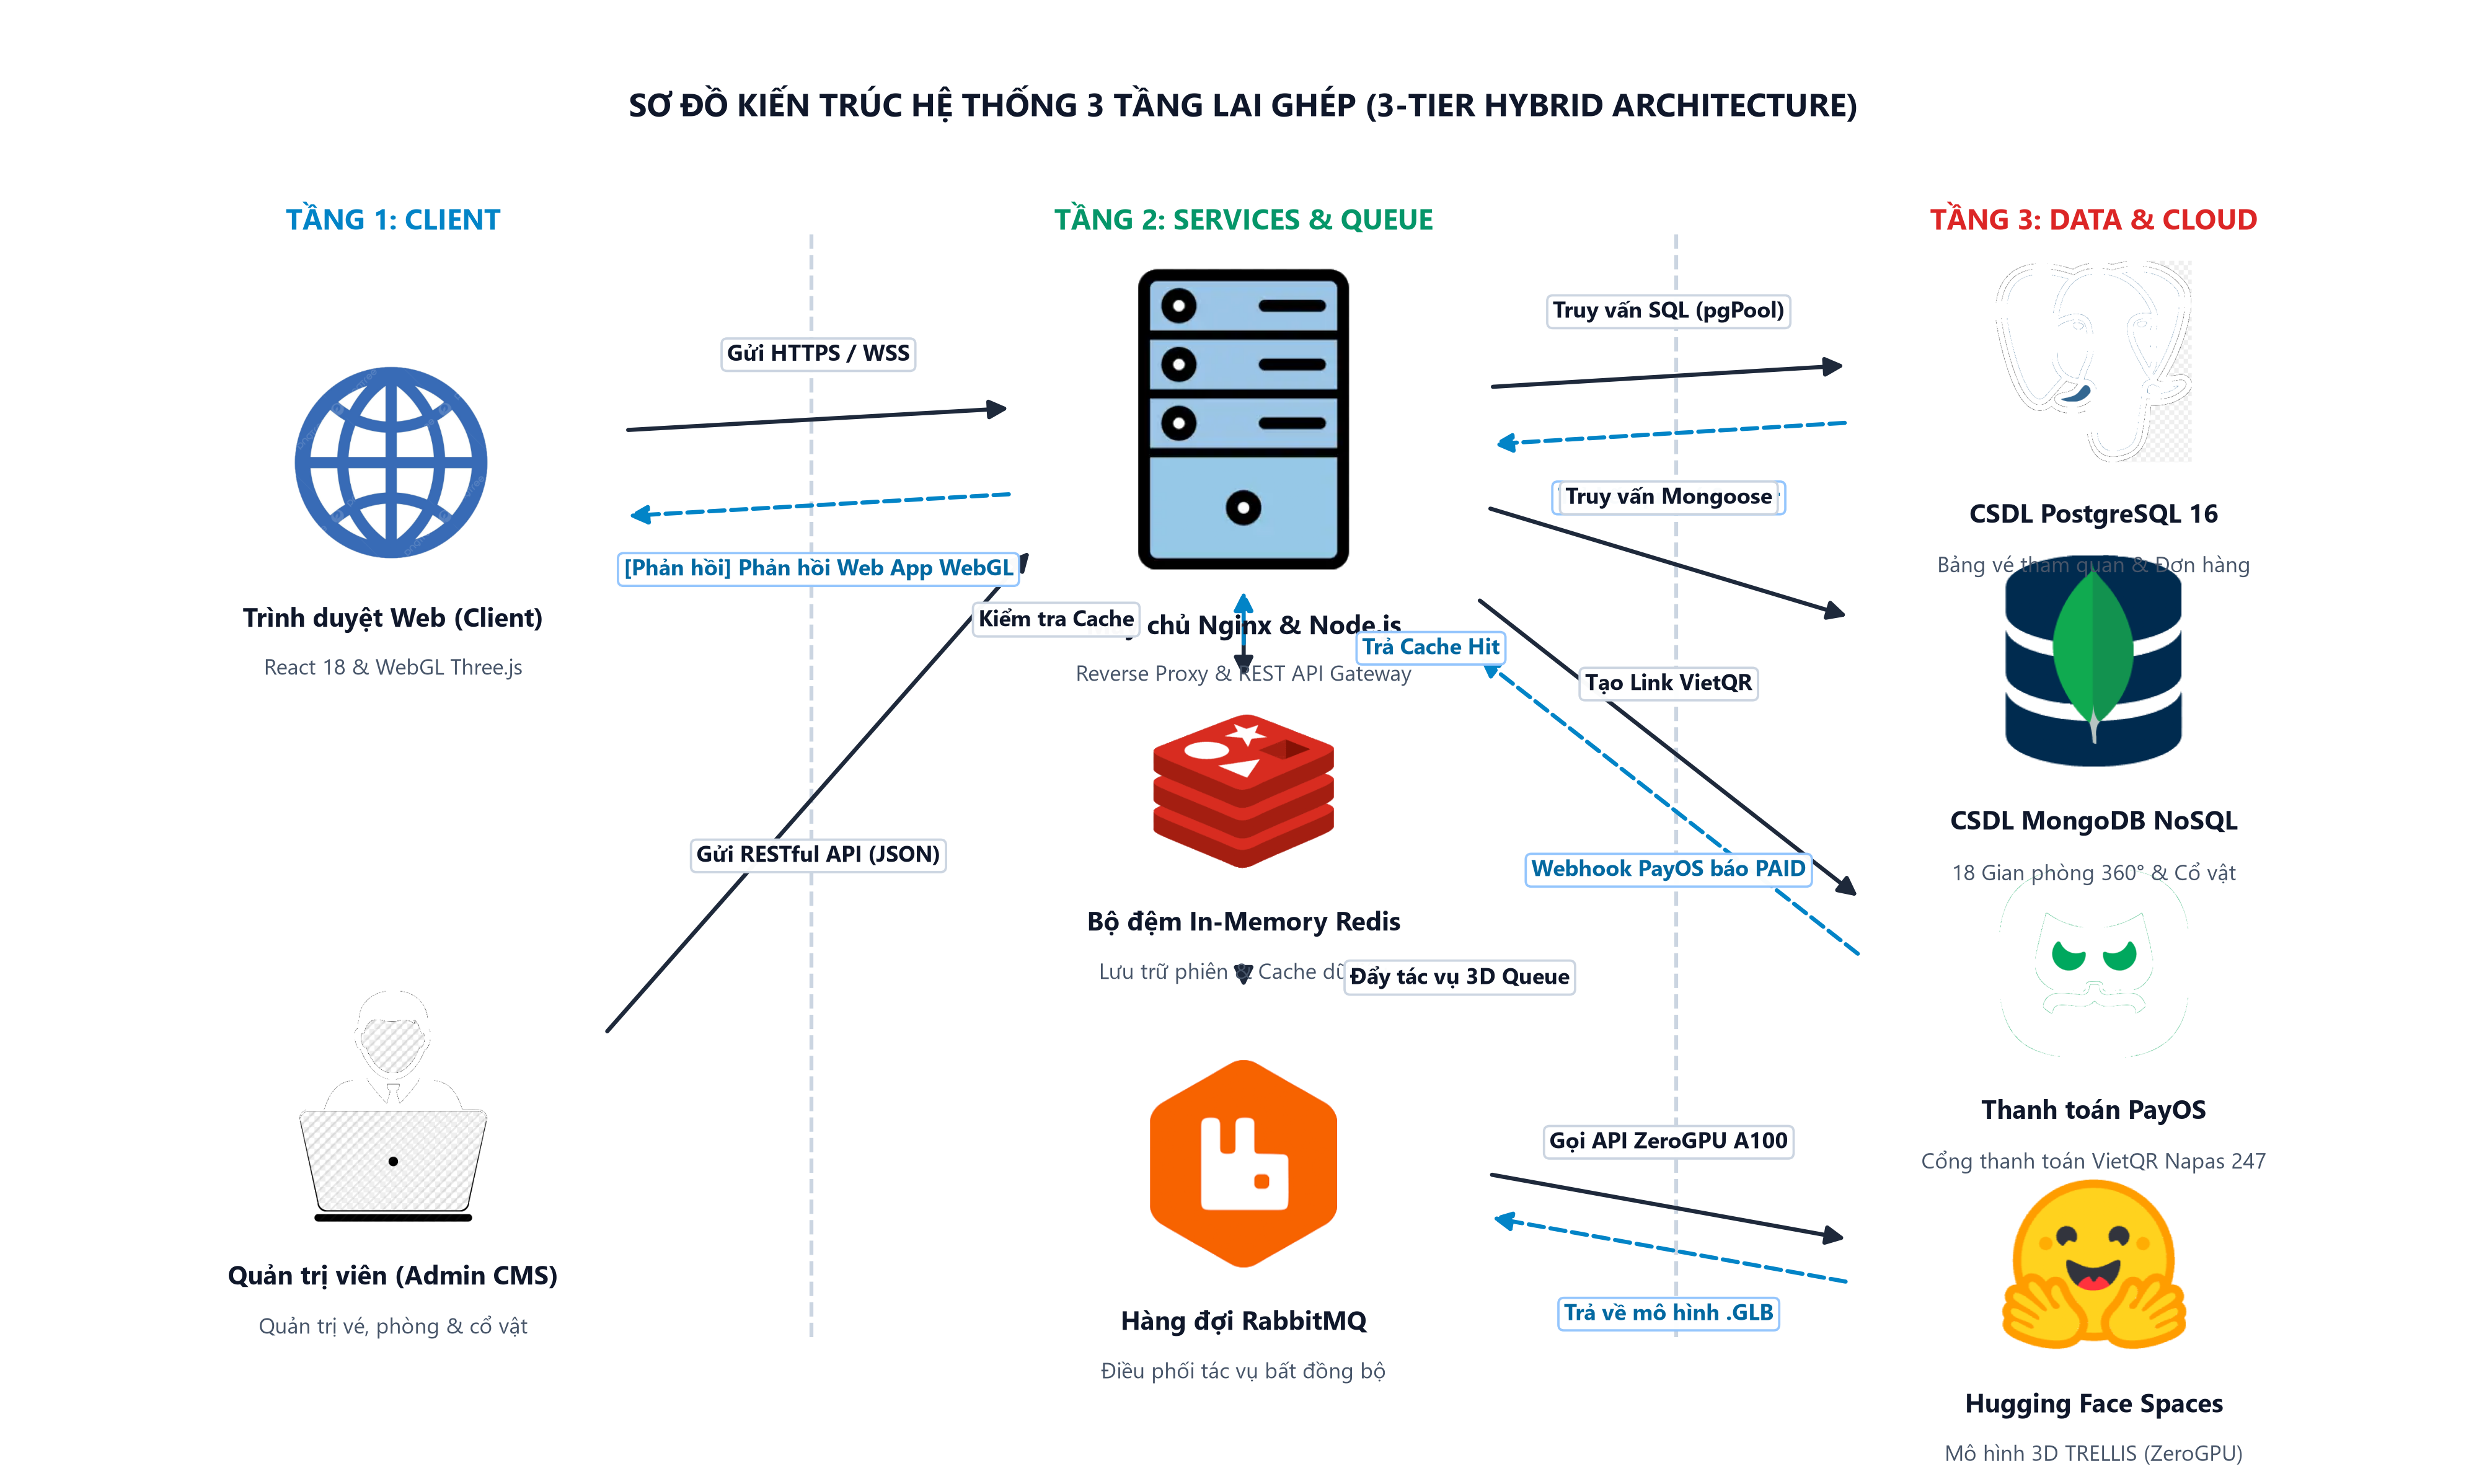 SƠ ĐỒ KIẾN TRÚC HỆ THỐNG 3 TẦNG LAI GHÉP (3-TIER HYBRID ARCHITECTURE)
TẦNG 1: CLIENT
Trình duyệt Web (Client)
React 18 & WebGL Three.js
Quản trị viên (Admin CMS)
Quản trị vé, phòng & cổ vật
Gửi HTTPS / WSS
[Phản hồi] Phản hồi Web App WebGL
Gửi RESTful API (JSON)
TẦNG 2: SERVICES & QUEUE
Kiểm tra Cache
chủ Nginx & Node.js
Trả Cache Hit
Reverse Proxy & REST API Gateway
Bộ đệm In-Memory Redis
Lưu trữ phiên & Cache
Đẩy tác vụ 3D Queue
Hàng đợi RabbitMQ
Điều phối tác vụ bất đồng bộ
Truy vấn SQL (pgPool)
Truy vấn Mongoose
Tạo Link VietQR
Webhook PayOS báo PAID
Gọi API ZeroGPU A100
Trả về mô hình .GLB
TẦNG 3: DATA & CLOUD
CSDL PostgreSQL 16
Bảng vé tham quan & Đơn hàng
CSDL MongoDB NoSQL
18 Gian phòng 360° & Cổ vật
Thanh toán PayOS
Cổng thanh toán VietQR Napas 247
Hugging Face Spaces
Mô hình 3D TRELLIS (ZeroGPU)